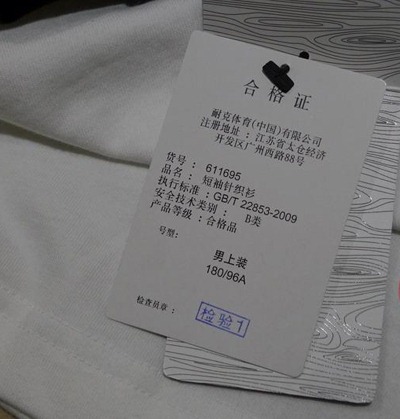 合格证
耐克体育(中国)有限公司
注册地址：江苏省太仓经济
开发区广州西路88号
货号：611695
品名：短袖针织衫
执行标准：GB/T 22853-2009
安全技术类别：B类
产品等级：合格品
号型：
男上装
180/96A
检查员章：检验1